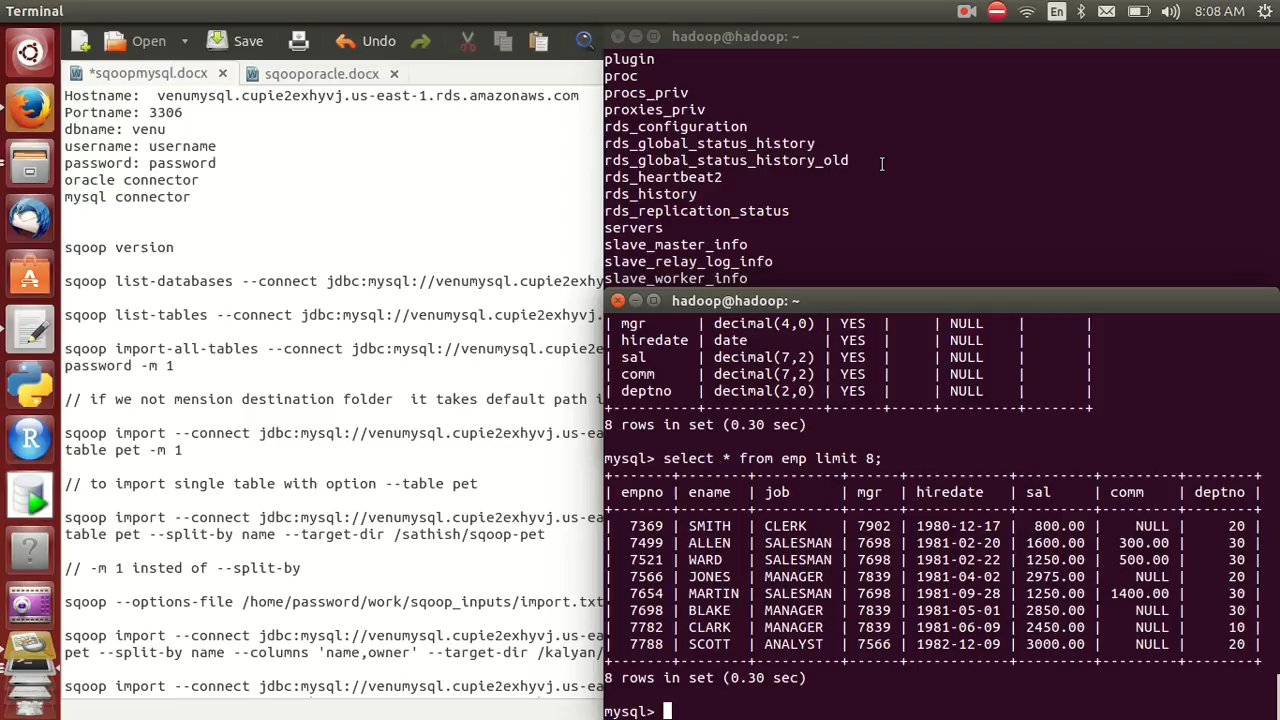 Terminal
En
8:08 AM
Open
Save
Undo
*sqoopmysql.docx
sqooporacle.docx
Hostname:  venumysql.cupie2exhyvj.us-east-1.rds.amazonaws.com
Portname: 3306
dbname: venu
username: username
password: password
oracle connector
mysql connector
sqoop version
sqoop list-databases --connect jdbc:mysql://venumysql.cupie2exh
sqoop list-tables --connect jdbc:mysql://venumysql.cupie2exhyvj.
sqoop import-all-tables --connect jdbc:mysql://venumysql.cupie2e
password -m 1
// if we not mension destination folder  it takes default path i
sqoop import --connect jdbc:mysql://venumysql.cupie2exhyvj.us-ea
table pet -m 1
// to import single table with option --table pet
sqoop import --connect jdbc:mysql://venumysql.cupie2exhyvj.us-ea
table pet --split-by name --target-dir /sathish/sqoop-pet
// -m 1 insted of --split-by
sqoop --options-file /home/password/work/sqoop_inputs/import.txt
sqoop import --connect jdbc:mysql://venumysql.cupie2exhyvj.us-ea
pet --split-by name --columns 'name,owner' --target-dir /kalyan/
sqoop import --connect jdbc:mysql://venumysql.cupie2exhyvj.us-ea
hadoop@hadoop: ~
plugin
proc
procs_priv
proxies_priv
rds_configuration
rds_global_status_history
rds_global_status_history_old
rds_heartbeat2
rds_history
rds_replication_status
servers
slave_master_info
slave_relay_log_info
slave_worker_info
hadoop@hadoop: ~
| mgr      | decimal(4,0) | YES  |     | NULL    |       |
| hiredate | date         | YES  |     | NULL    |       |
| sal      | decimal(7,2) | YES  |     | NULL    |       |
| comm     | decimal(7,2) | YES  |     | NULL    |       |
| deptno   | decimal(2,0) | YES  |     | NULL    |       |
+----------+--------------+------+-----+---------+-------+
8 rows in set (0.30 sec)
mysql> select * from emp limit 8;
+-------+--------+----------+------+------------+---------+---------+--------+
| empno | ename  | job      | mgr  | hiredate   | sal     | comm    | deptno |
+-------+--------+----------+------+------------+---------+---------+--------+
|  7369 | SMITH  | CLERK    | 7902 | 1980-12-17 |  800.00 |    NULL |     20 |
|  7499 | ALLEN  | SALESMAN | 7698 | 1981-02-20 | 1600.00 |  300.00 |     30 |
|  7521 | WARD   | SALESMAN | 7698 | 1981-02-22 | 1250.00 |  500.00 |     30 |
|  7566 | JONES  | MANAGER  | 7839 | 1981-04-02 | 2975.00 |    NULL |     20 |
|  7654 | MARTIN | SALESMAN | 7698 | 1981-09-28 | 1250.00 | 1400.00 |     30 |
|  7698 | BLAKE  | MANAGER  | 7839 | 1981-05-01 | 2850.00 |    NULL |     30 |
|  7782 | CLARK  | MANAGER  | 7839 | 1981-06-09 | 2450.00 |    NULL |     10 |
|  7788 | SCOTT  | ANALYST  | 7566 | 1982-12-09 | 3000.00 |    NULL |     20 |
+-------+--------+----------+------+------------+---------+---------+--------+
8 rows in set (0.30 sec)
mysql>